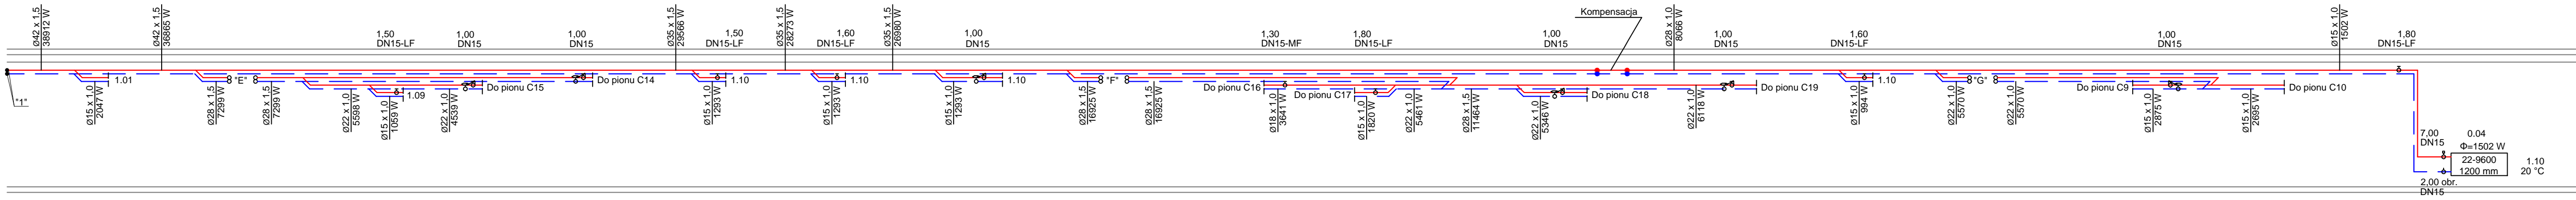 Ø42 x 1,5
38912 W
Ø42 x 1,5
36865 W
1,50
DN15-LF
1,00
DN15
1,00
DN15
Ø35 x 1,5
29566 W
1,50
DN15-LF
Ø35 x 1,5
28273 W
1,60
DN15-LF
Ø35 x 1,5
26980 W
1,00
DN15
1,30
DN15-MF
1,80
DN15-LF
1,00
DN15
Kompensacja
Ø28 x 1,0
8066 W
1,00
DN15
1,60
DN15-LF
1,00
DN15
Ø15 x 1,0
1502 W
1,80
DN15-LF
"1"
1.01
"E"
1.09
Do pionu C15
Do pionu C14
1.10
1.10
1.10
"F"
Do pionu C16
Do pionu C17
Do pionu C18
Do pionu C19
1.10
"G"
Do pionu C9
Do pionu C10
Ø15 x 1,0
2047 W
Ø28 x 1,5
7299 W
Ø28 x 1,5
7299 W
Ø22 x 1,0
5598 W
Ø15 x 1,0
1059 W
Ø22 x 1,0
4539 W
Ø15 x 1,0
1293 W
Ø15 x 1,0
1293 W
Ø15 x 1,0
1293 W
Ø28 x 1,5
16925 W
Ø28 x 1,5
16925 W
Ø18 x 1,0
3641 W
Ø15 x 1,0
1820 W
Ø22 x 1,0
5461 W
Ø28 x 1,5
11464 W
Ø22 x 1,0
5346 W
Ø22 x 1,0
6118 W
Ø15 x 1,0
994 W
Ø22 x 1,0
5570 W
Ø22 x 1,0
5570 W
Ø15 x 1,0
2875 W
Ø15 x 1,0
2695 W
7,00
DN15
0.04
Φ=1502 W
22-9600
1200 mm
1.10
20 °C
2,00 obr.
DN15